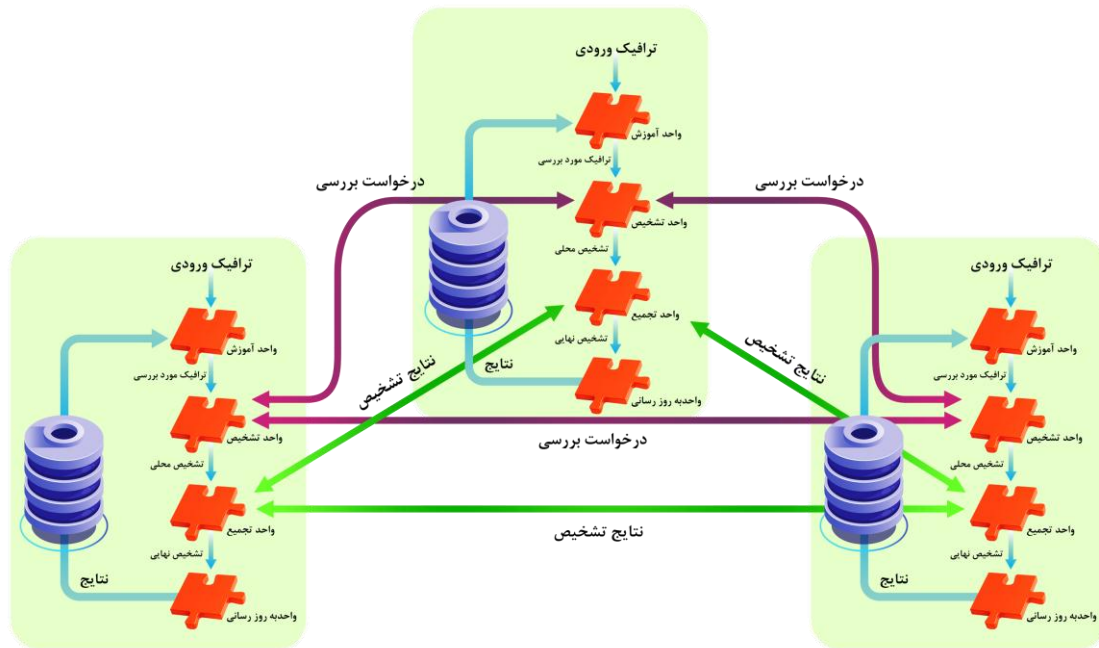 ترافیک ورودی
واحد آموزش
ترافیک مورد بررسی
واحد تشخیص
تشخیص محلی
واحد تجمیع
تشخیص نهایی
واحدبه روز رسانی
نتایج
درخواست بررسی
درخواست بررسی
ترافیک ورودی
واحد آموزش
ترافیک مورد بررسی
واحد تشخیص
تشخیص محلی
واحد تجمیع
تشخیص نهایی
واحدبه روز رسانی
نتایج
نتایج تشخیص
نتایج تشخیص
درخواست بررسی
نتایج تشخیص
ترافیک ورودی
واحد آموزش
ترافیک مورد بررسی
واحد تشخیص
تشخیص محلی
واحد تجمیع
تشخیص نهایی
واحدبه روز رسانی
نتایج